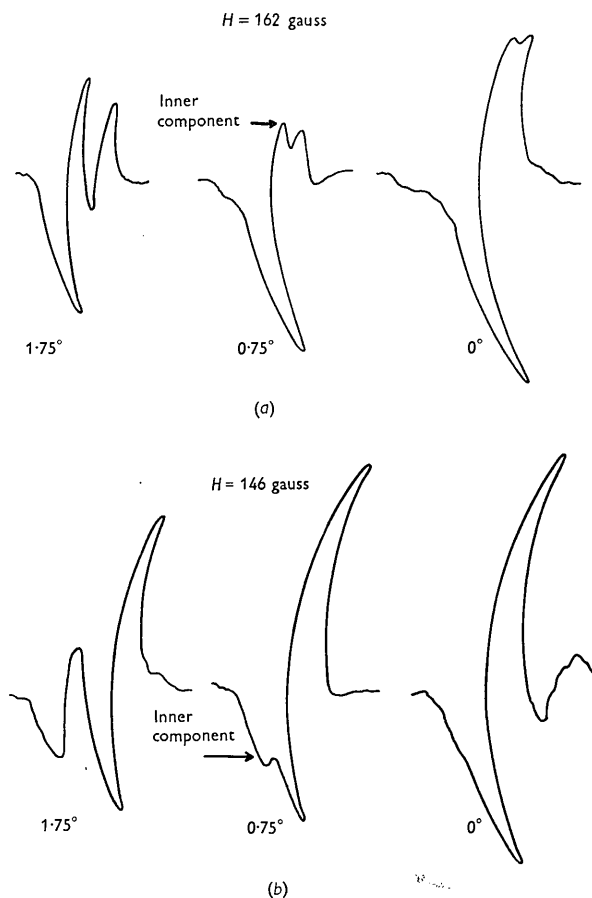 H = 162 gauss
Inner
component
1·75°
0·75°
0°
(a)
H = 146 gauss
Inner
component
1·75°
0·75°
0°
(b)